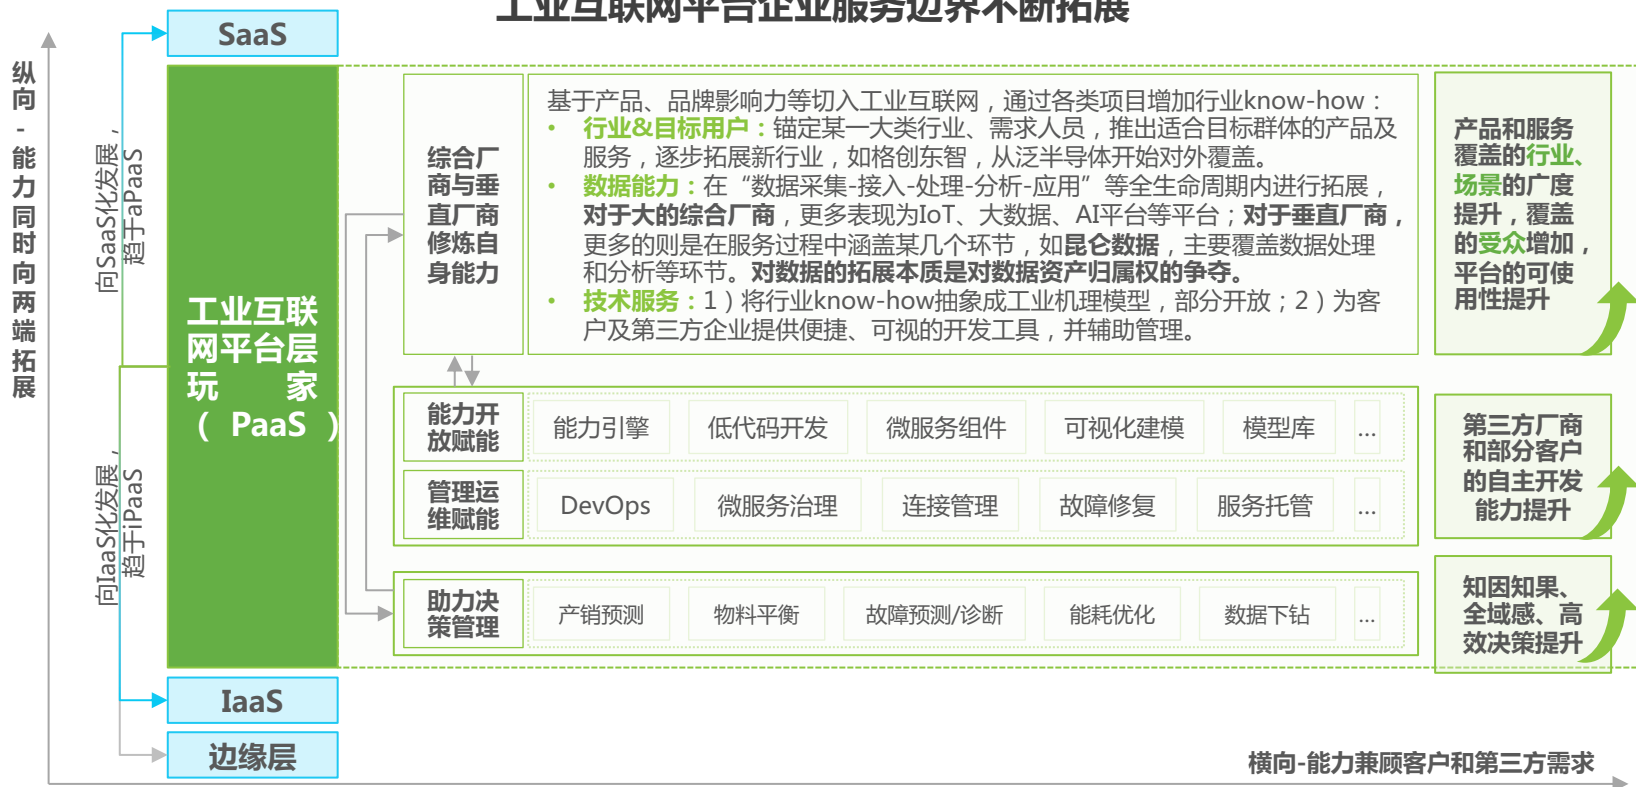 工业互联网平台企业服务边界不断拓展
纵向-能力同时向两端拓展
向SaaS化发展，
趋于aPaaS
向IaaS化发展，
趋于iPaaS
SaaS
工业互联
网平台层
玩家
（PaaS）
IaaS
边缘层
综合厂
商与垂
直厂商
修炼自
身能力
基于产品、品牌影响力等切入工业互联网，通过各类项目增加行业know-how：
• 行业&目标用户：锚定某一大类行业、需求人员，推出适合目标群体的产品及
服务，逐步拓展新行业，如格创东智，从泛半导体开始对外覆盖。
• 数据能力：在“数据采集-接入-处理-分析-应用”等全生命周期内进行拓展，
对于大的综合厂商，更多表现为IoT、大数据、AI平台等平台；对于垂直厂商，
更多的则是在服务过程中涵盖某几个环节，如昆仑数据，主要覆盖数据处理
和分析等环节。对数据的拓展本质是对数据资产归属权的争夺。
• 技术服务：1）将行业know-how抽象成工业机理模型，部分开放；2）为客
户及第三方企业提供便捷、可视的开发工具，并辅助管理。
产品和服务
覆盖的行业、
场景的广度
提升，覆盖
的受众增加，
平台的可使
用性提升
能力开
放赋能
能力引擎
低代码开发
微服务组件
可视化建模
模型库
...
管理运
维赋能
DevOps
微服务治理
连接管理
故障修复
服务托管
...
第三方厂商
和部分客户
的自主开发
能力提升
助力决
策管理
产销预测
物料平衡
故障预测/诊断
能耗优化
数据下钻
...
知因知果、
全域感、高
效决策提升
横向-能力兼顾客户和第三方需求